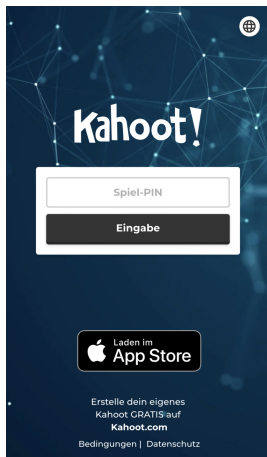 Kahoot!
Spiel-PIN
Eingabe
Laden im
App Store
Erstelle dein eigenes
Kahoot GRATIS auf
Kahoot.com
Bedingungen | Datenschutz